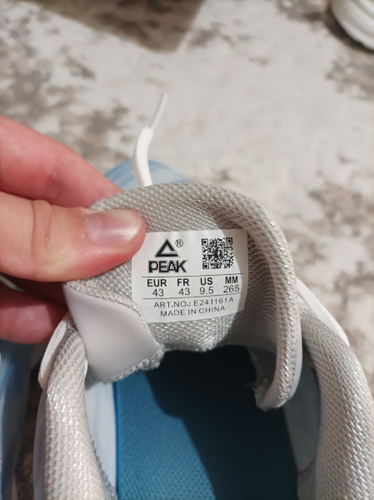 ®
PEAK
EUR FR US MM
43 43 9.5 265
ART.NO.: E241161A
MADE IN CHINA